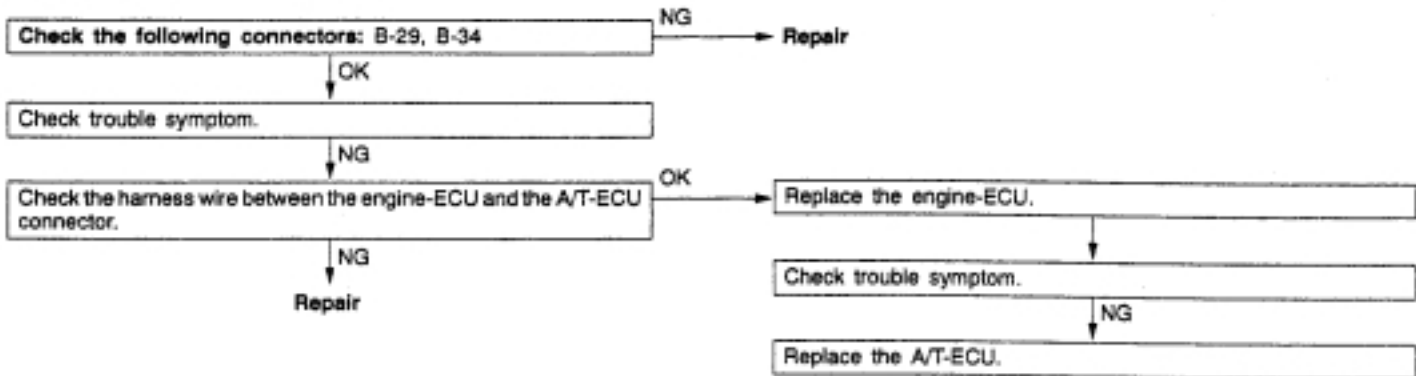 NG
Check the following connectors: B-29, B-34
Repair
OK
Check trouble symptom.
NG
Check the harness wire between the engine-ECU and the A/T-ECU
connector.
OK
Replace the engine-ECU.
NG
Repair
Check trouble symptom.
NG
Replace the A/T-ECU.